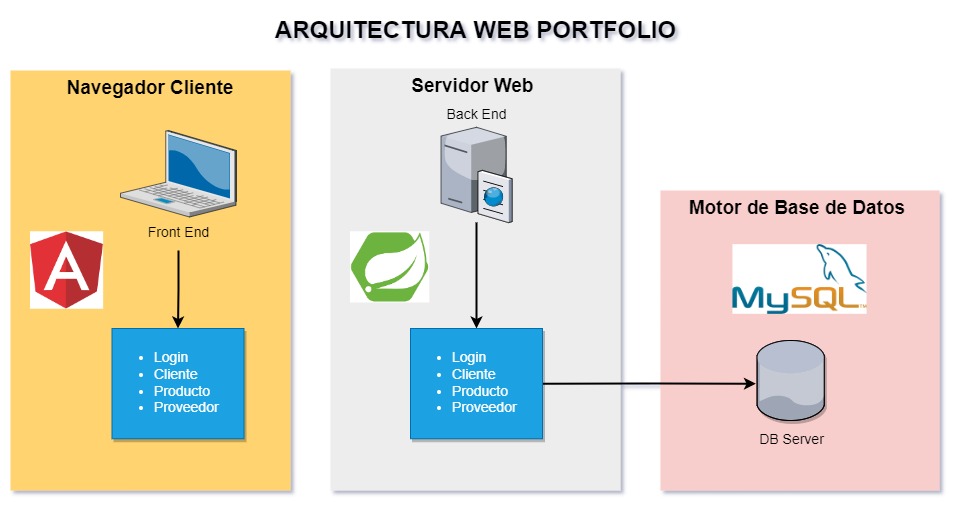 ARQUITECTURA WEB PORTFOLIO
Navegador Cliente
Front End
A
Login
Cliente
Producto
Proveedor
Servidor Web
Back End
Login
Cliente
Producto
Proveedor
Motor de Base de Datos
MySQL
DB Server